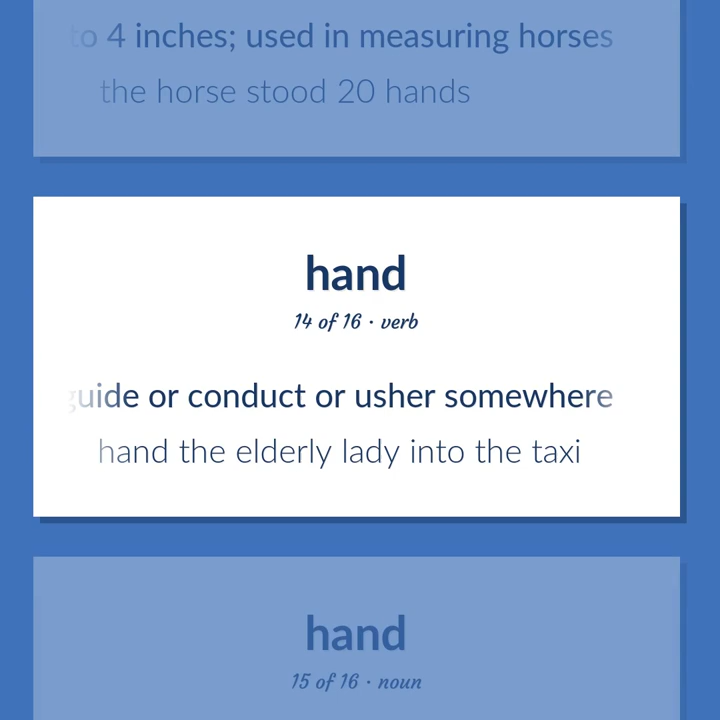 to 4 inches; used in measuring horses
the horse stood 20 hands
hand
14 of 16 · verb
guide or conduct or usher somewhere
hand the elderly lady into the taxi
hand
15 of 16 · noun